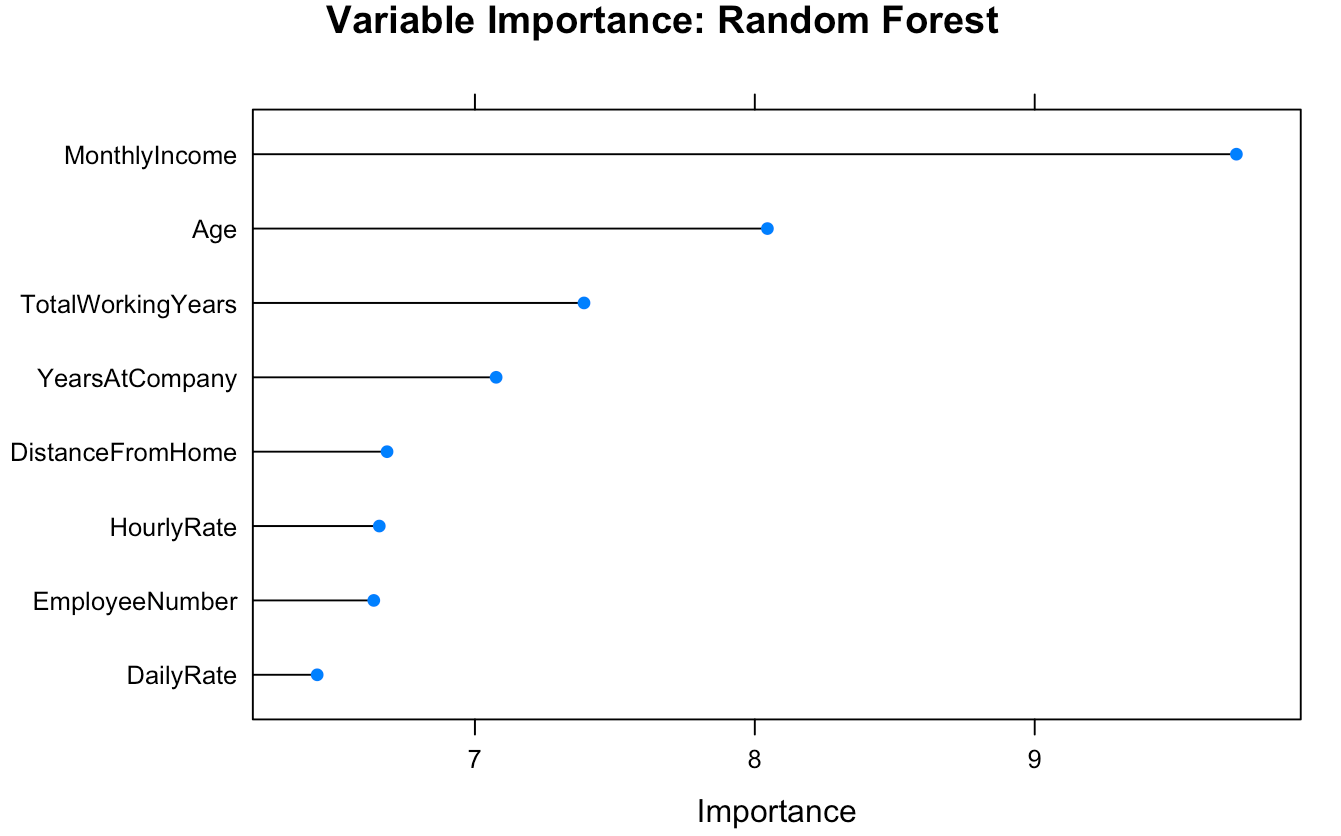 Variable Importance: Random Forest
MonthlyIncome
Age
TotalWorkingYears
YearsAtCompany
DistanceFromHome
HourlyRate
EmployeeNumber
DailyRate
7 8 9
Importance